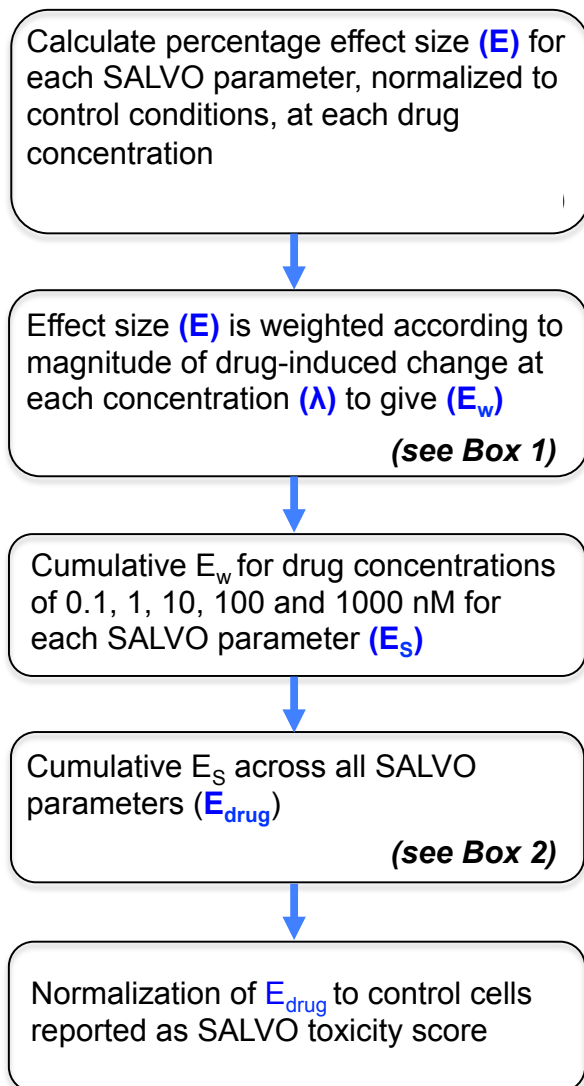 Calculate percentage effect size (E) for
each SALVO parameter, normalized to
control conditions, at each drug
concentration
Effect size (E) is weighted according to
magnitude of drug-induced change at
each concentration (λ) to give (Ew)
(see Box 1)
Cumulative Ew for drug concentrations
of 0.1, 1, 10, 100 and 1000 nM for
each SALVO parameter (ES)
Cumulative ES across all SALVO
parameters (Edrug)
(see Box 2)
Normalization of Edrug to control cells
reported as SALVO toxicity score